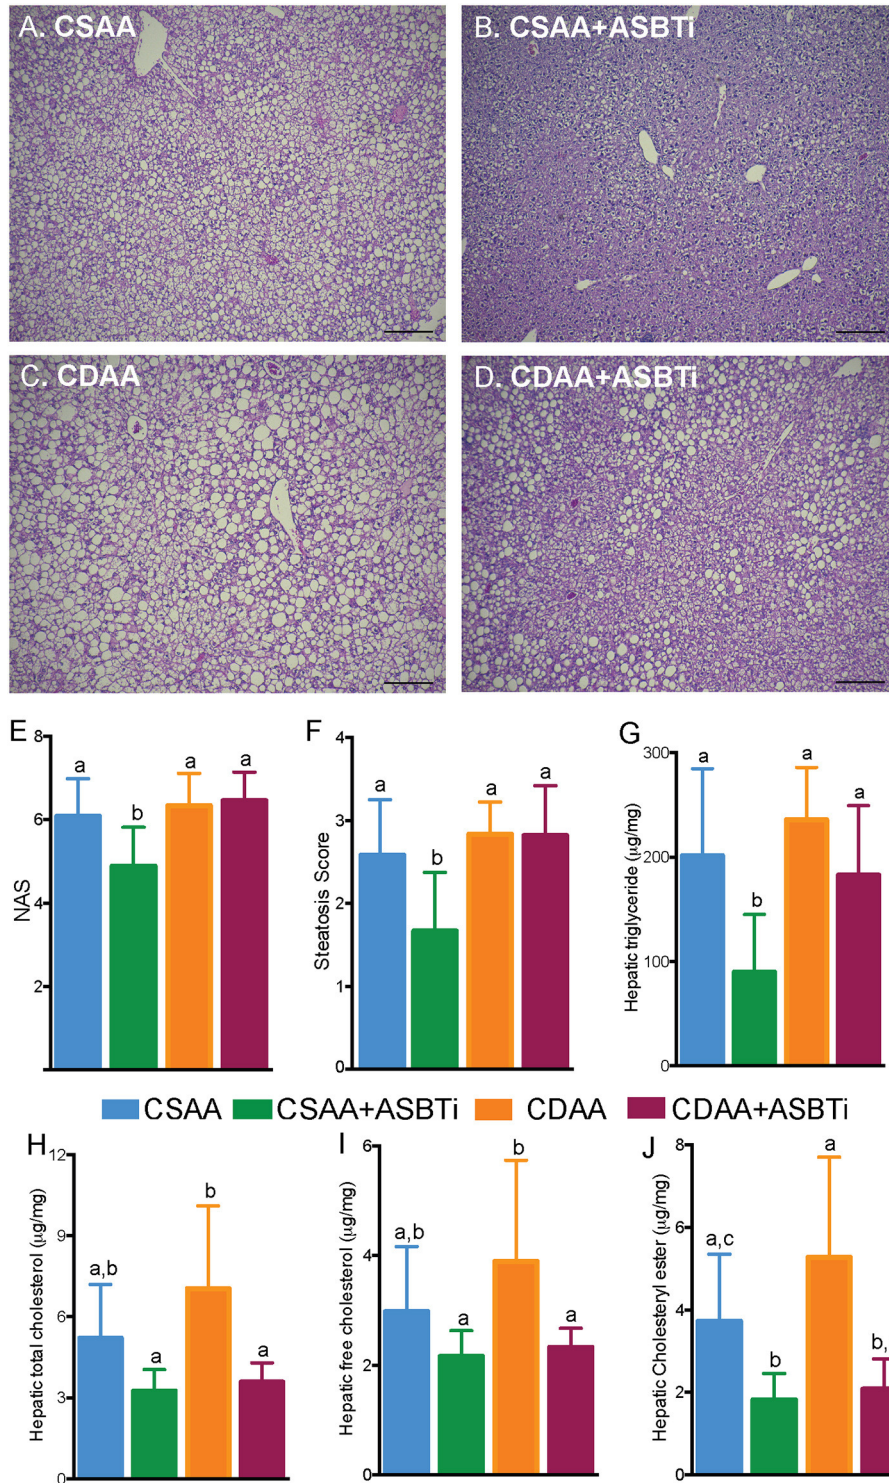 A. CSAA
B. CSAA+ASBTi
C. CDAA
D. CDAA+ASBTi
E
8
6
4
2
NAS
a
b
a
a
F
4
3
2
1
0
Steatosis Score
a
b
a
a
G
300
200
100
0
Hepatic triglyceride (μg/mg)
a
b
a
a
CSAA CSAA+ASBTi CDAA CDAA+ASBTi
H
12
9
6
3
0
Hepatic total cholesterol (μg/mg)
a,b
a
b
a
I
6
4
2
0
Hepatic free cholesterol (μg/mg)
a,b
a
b
a
J
8
6
4
2
0
Hepatic Cholesteryl ester (μg/mg)
a,c
b
a
b,